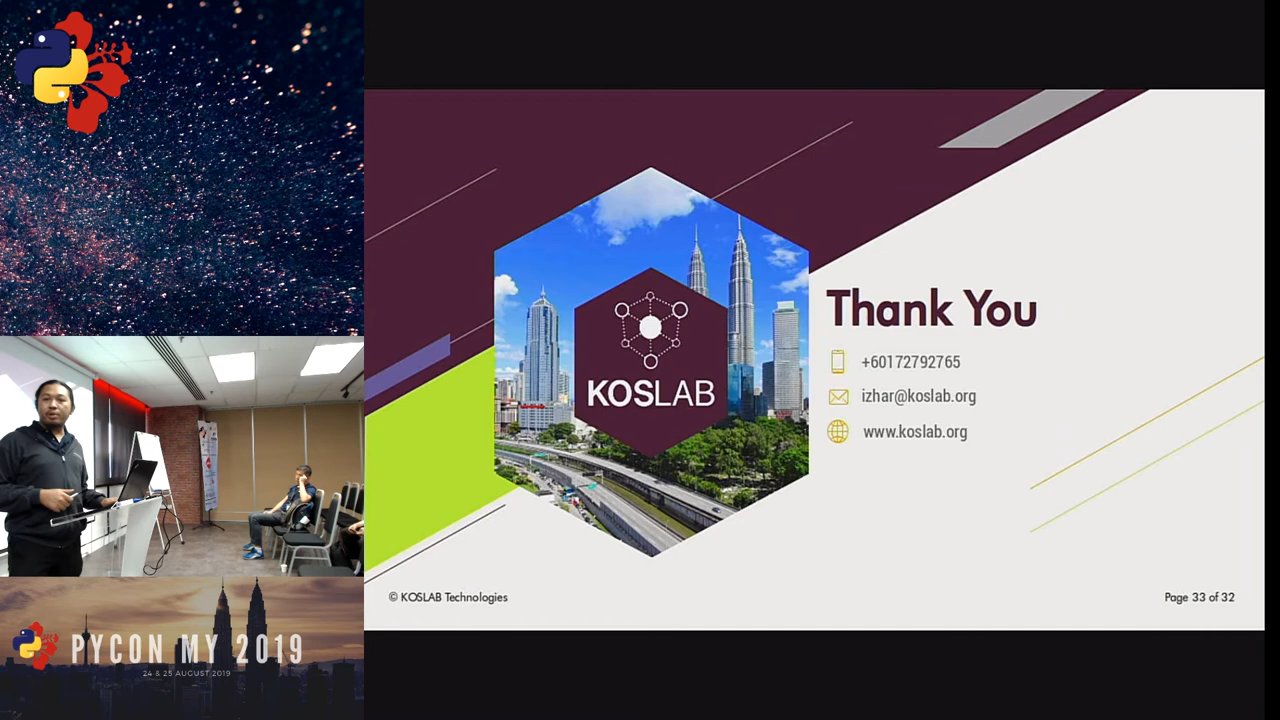 PYCON MY 2019
24 & 25 AUGUST 2019
KOSLAB
Thank You
+60172792765
izhar@koslab.org
www.koslab.org
© KOSLAB Technologies
Page 33 of 32